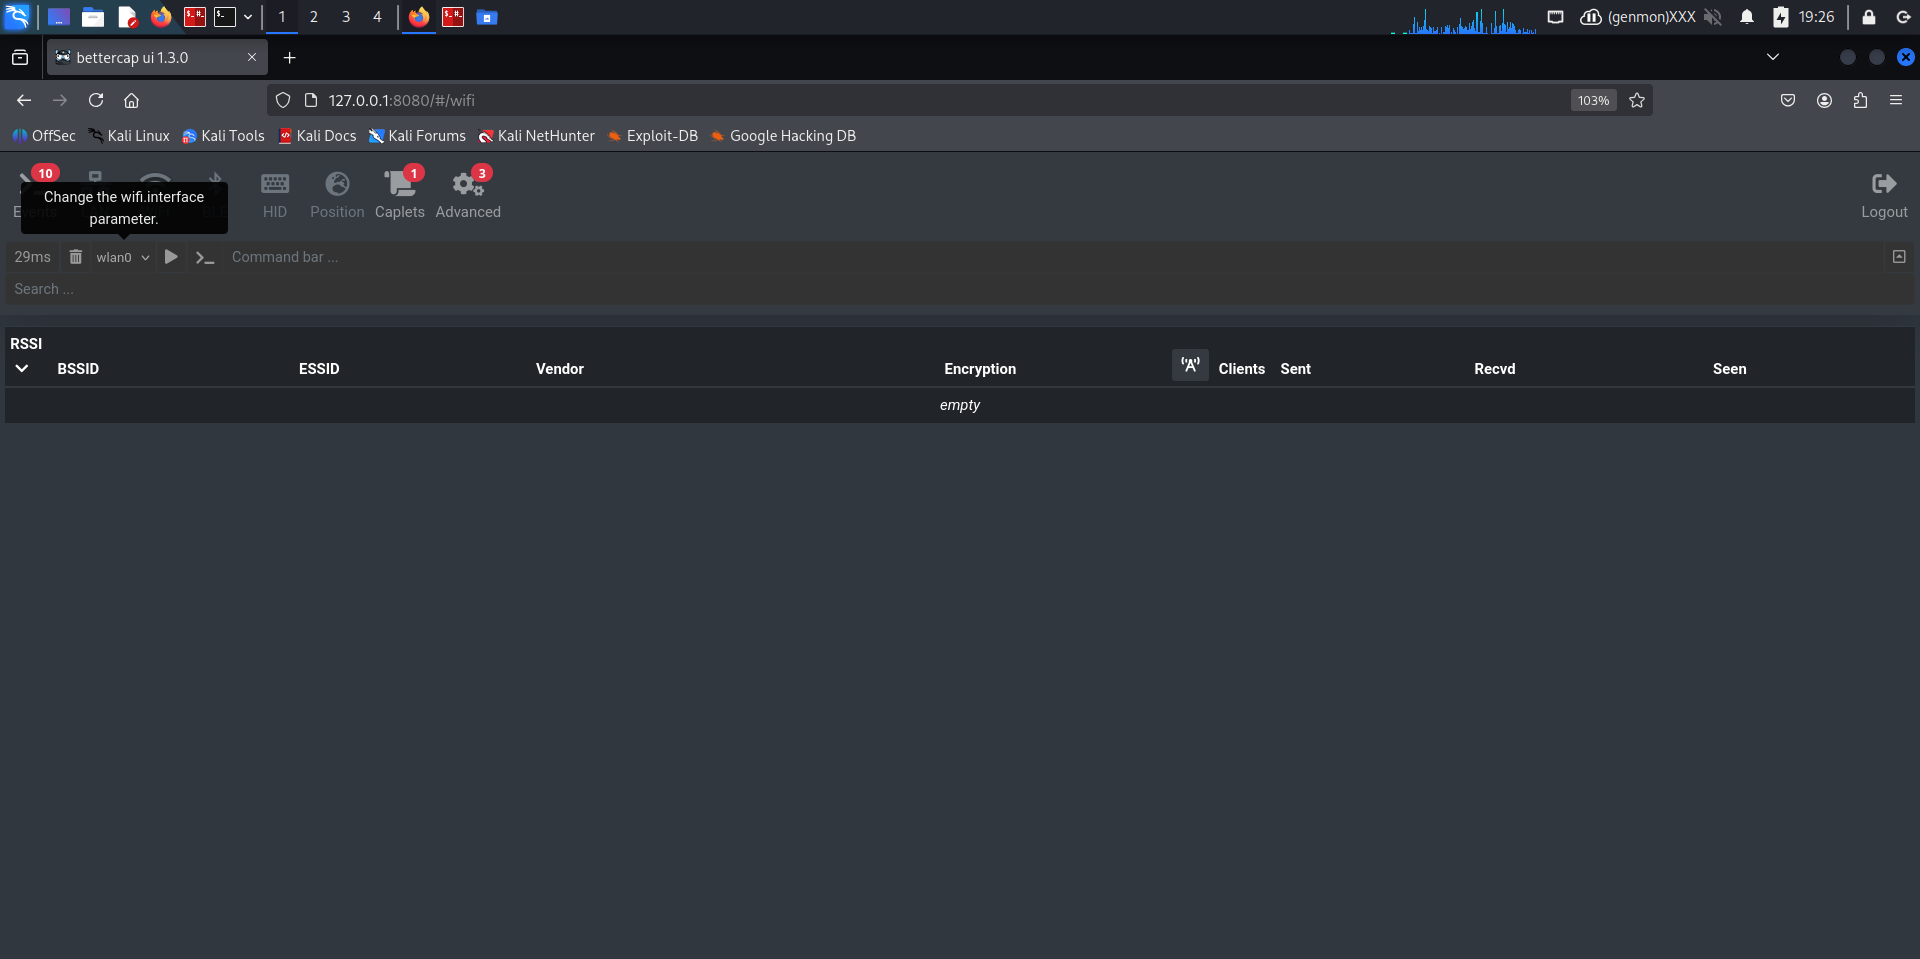 1 2 3 4 (genmon)XXX 19:26
bettercap ui 1.3.0
127.0.0.1:8080/#/wifi 103%
OffSec Kali Linux Kali Tools Kali Docs Kali Forums Kali NetHunter Exploit-DB Google Hacking DB
10 1 3
Change the wifi.interface
parameter.
HID Position Caplets Advanced Logout
29ms wlan0 Command bar ...
Search ...
RSSI
BSSID ESSID Vendor Encryption Clients Sent Recvd Seen
empty